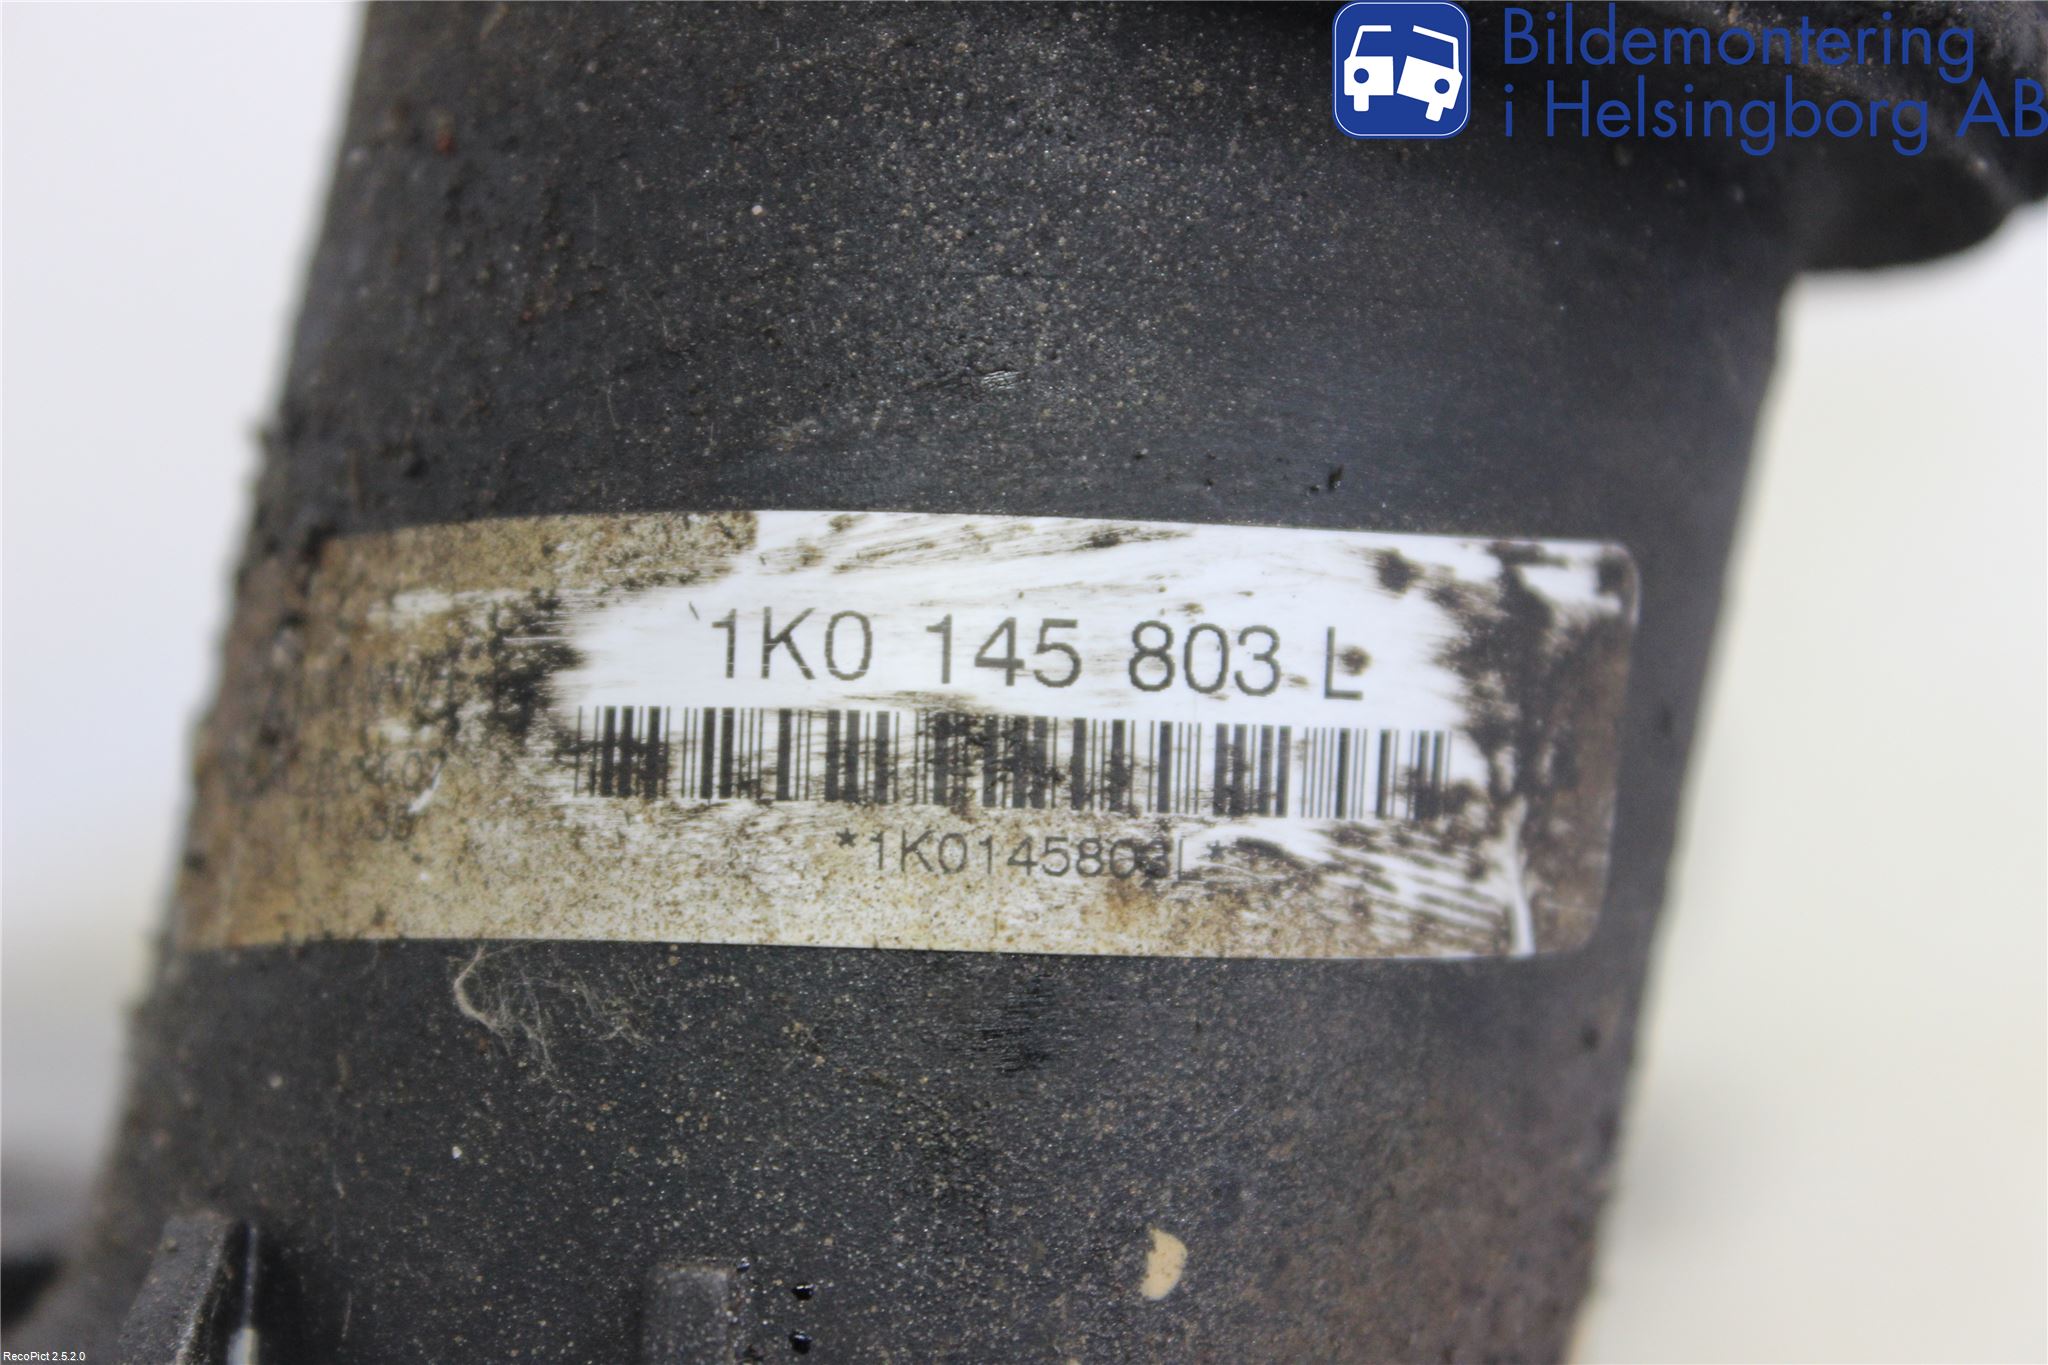 Bildemontering
i Helsingborg AB
1K0 145 803 L
*1K0145803L*
RecoPict 2.5.2.0